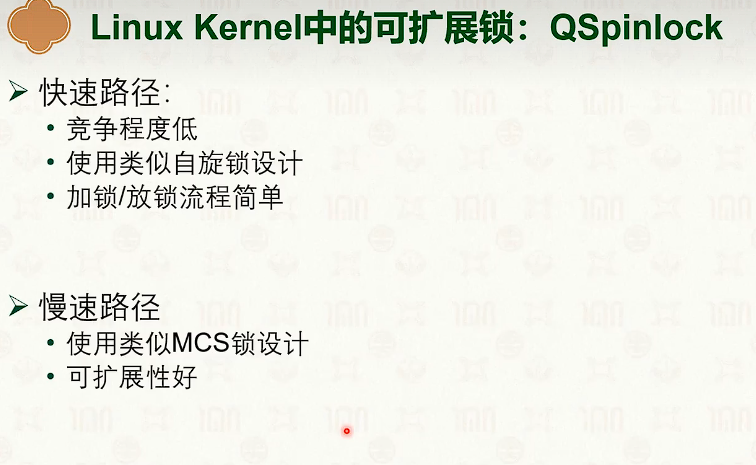 Linux Kernel中的可扩展锁：QSpinlock
快速路径：
竞争程度低
使用类似自旋锁设计
加锁/放锁流程简单
慢速路径
使用类似MCS锁设计
可扩展性好